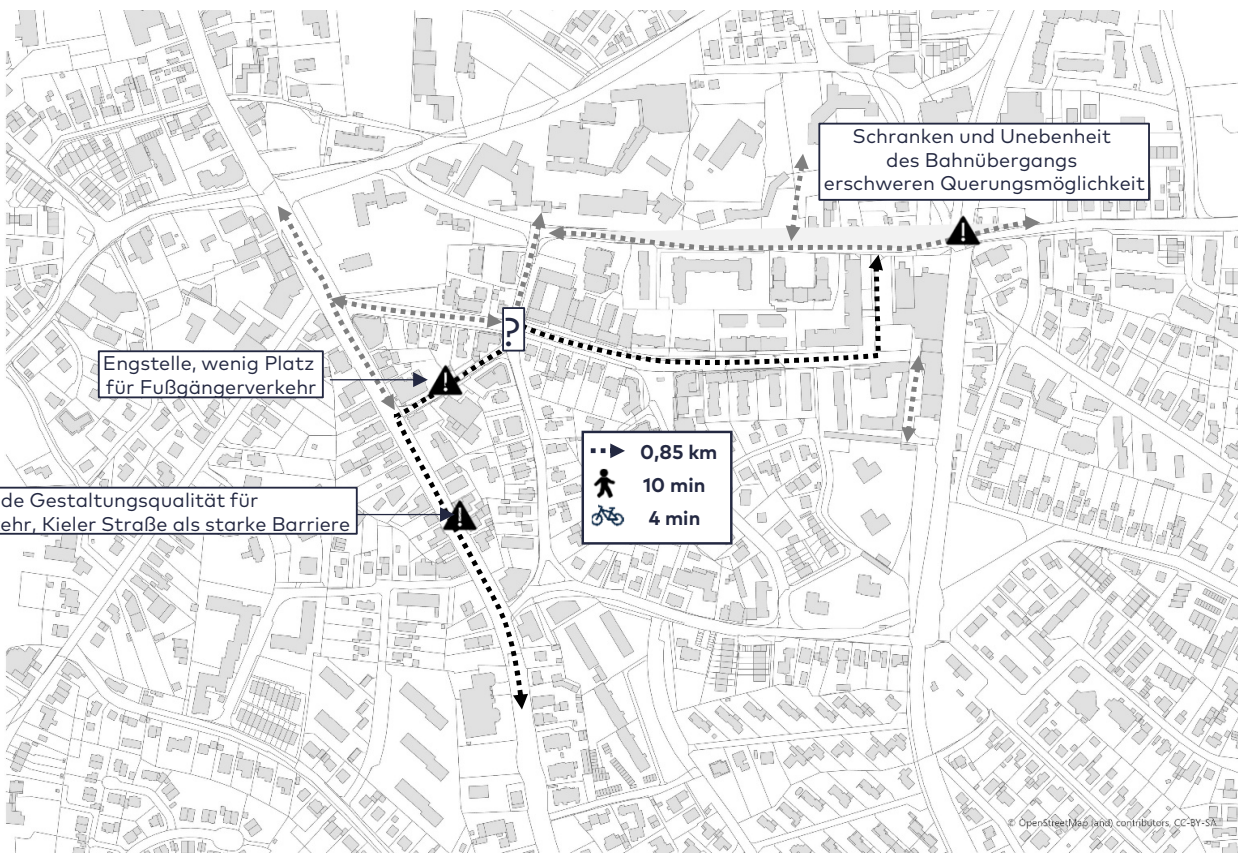 Schranken und Unebenheit
des Bahnübergangs
erschweren Querungsmöglichkeit
?
Engstelle, wenig Platz
für Fußgängerverkehr
0,85 km
10 min
4 min
de Gestaltungsqualität für
ehr, Kieler Straße als starke Barriere
© OpenStreetMap (and) contributors, CC-BY-SA